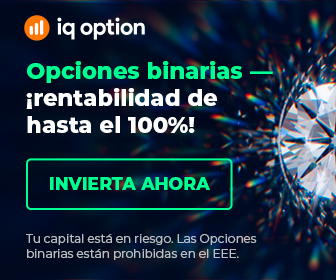 iq option
Opciones binarias —
¡rentabilidad de
hasta el 100%!
INVIERTA AHORA
Tu capital está en riesgo. Las Opciones
binarias están prohibidas en el EEE.